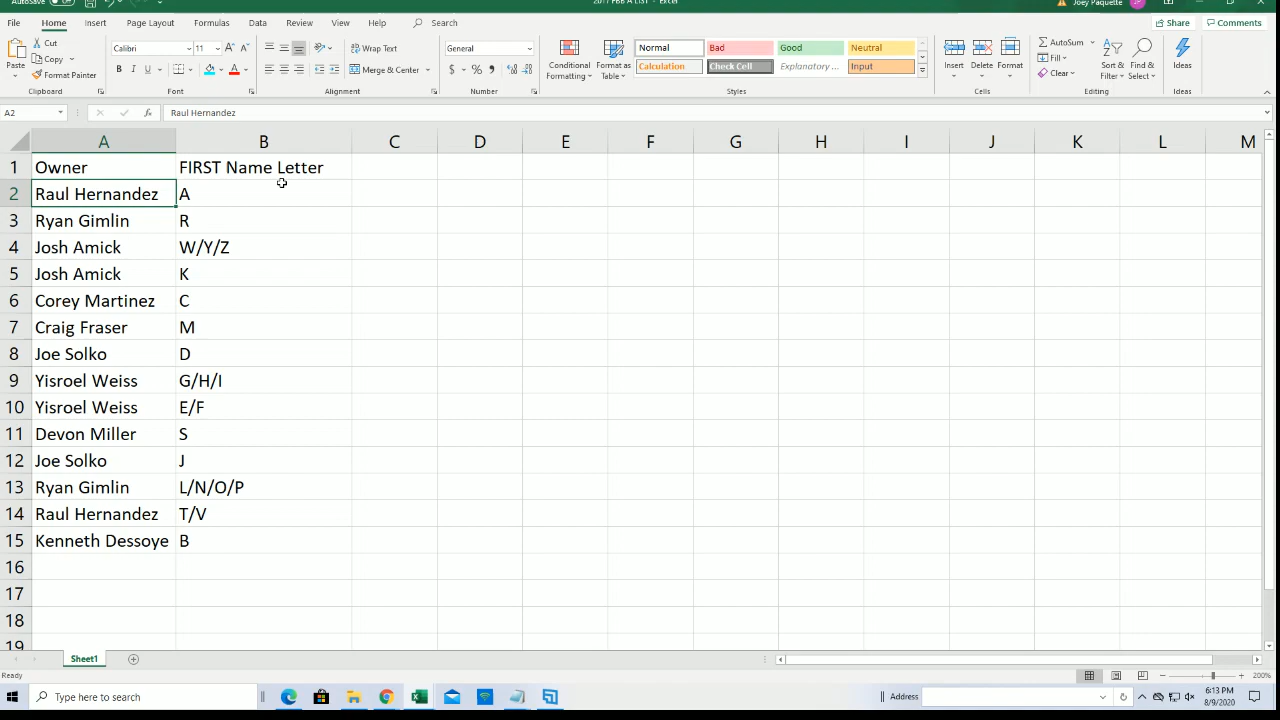 AutoSave Off 2017 FBB A LIST - Excel Joey Paquette JP
File Home Insert Page Layout Formulas Data Review View Help Search Share Comments
Paste Cut Copy Format Painter Clipboard
Calibri 11 A A B I U A Font
Wrap Text Merge & Center Alignment
General $ % , Number
Conditional Formatting Format as Table Normal Bad Good Neutral Calculation Check Cell Explanatory ... Input Styles
Insert Delete Format Cells
AutoSum Fill Clear Sort & Filter Find & Select Editing
Ideas Ideas
A2 fx Raul Hernandez
A B C D E F G H I J K L M
1 Owner FIRST Name Letter
2 Raul Hernandez A
3 Ryan Gimlin R
4 Josh Amick W/Y/Z
5 Josh Amick K
6 Corey Martinez C
7 Craig Fraser M
8 Joe Solko D
9 Yisroel Weiss G/H/I
10 Yisroel Weiss E/F
11 Devon Miller S
12 Joe Solko J
13 Ryan Gimlin L/N/O/P
14 Raul Hernandez T/V
15 Kenneth Dessoye B
16
17
18
19
Sheet1
Ready 200%
Type here to search Address 6:13 PM
8/9/2020